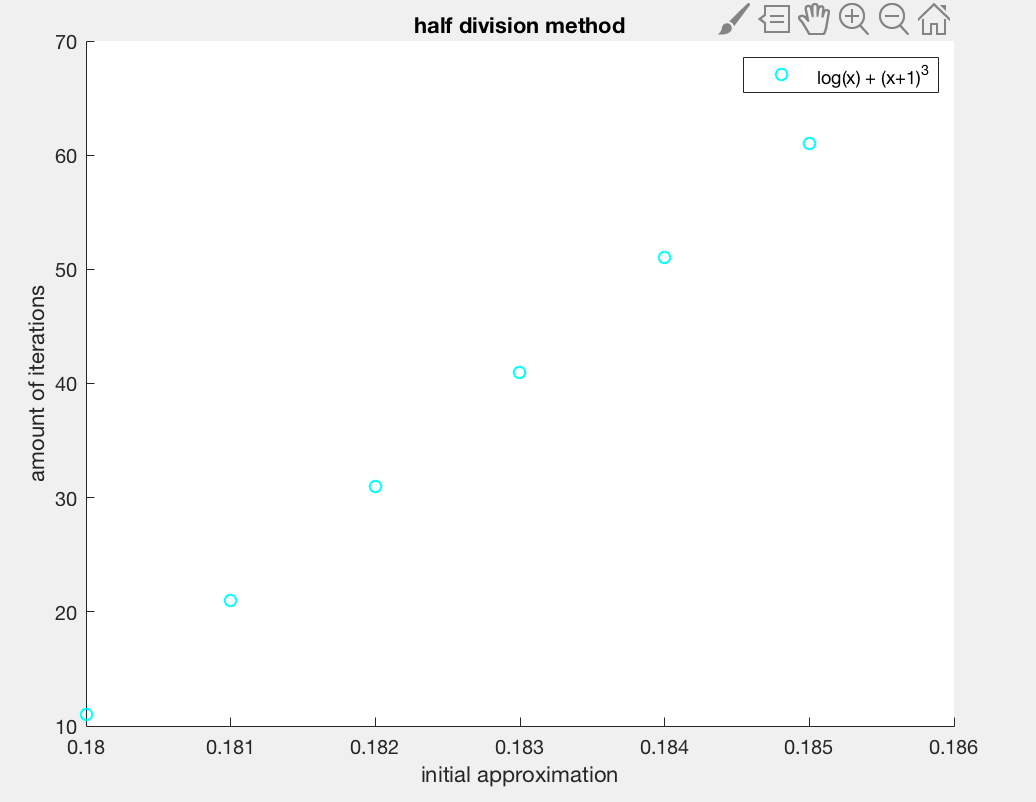 half division method
log(x) + (x+1)^3
70
60
50
40
30
20
10
amount of iterations
0.18 0.181 0.182 0.183 0.184 0.185 0.186
initial approximation